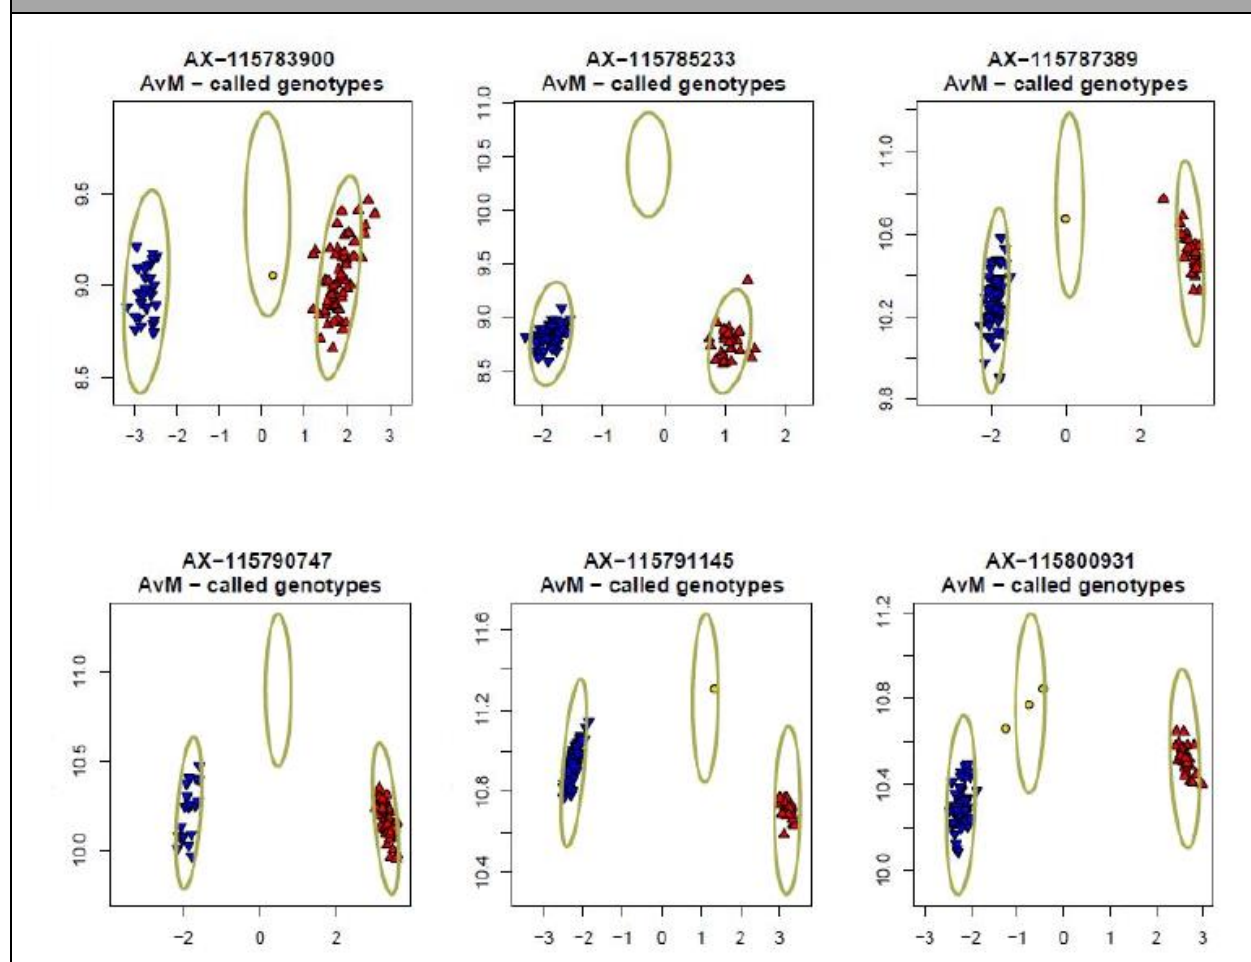 AX−115783900
AvM − called genotypes
9.5
9.0
8.5
−3 −2 −1 0 1 2 3
AX−115785233
AvM − called genotypes
11.0
10.5
10.0
9.5
9.0
8.5
−2 −1 0 1 2
AX−115787389
AvM − called genotypes
11.0
10.6
10.2
9.8
−2 0 2
AX−115790747
AvM − called genotypes
11.0
10.5
10.0
−2 0 2
AX−115791145
AvM − called genotypes
11.6
11.2
10.8
10.4
−3 −2 −1 0 1 2 3
AX−115800931
AvM − called genotypes
11.2
10.8
10.4
10.0
−3 −2 −1 0 1 2 3